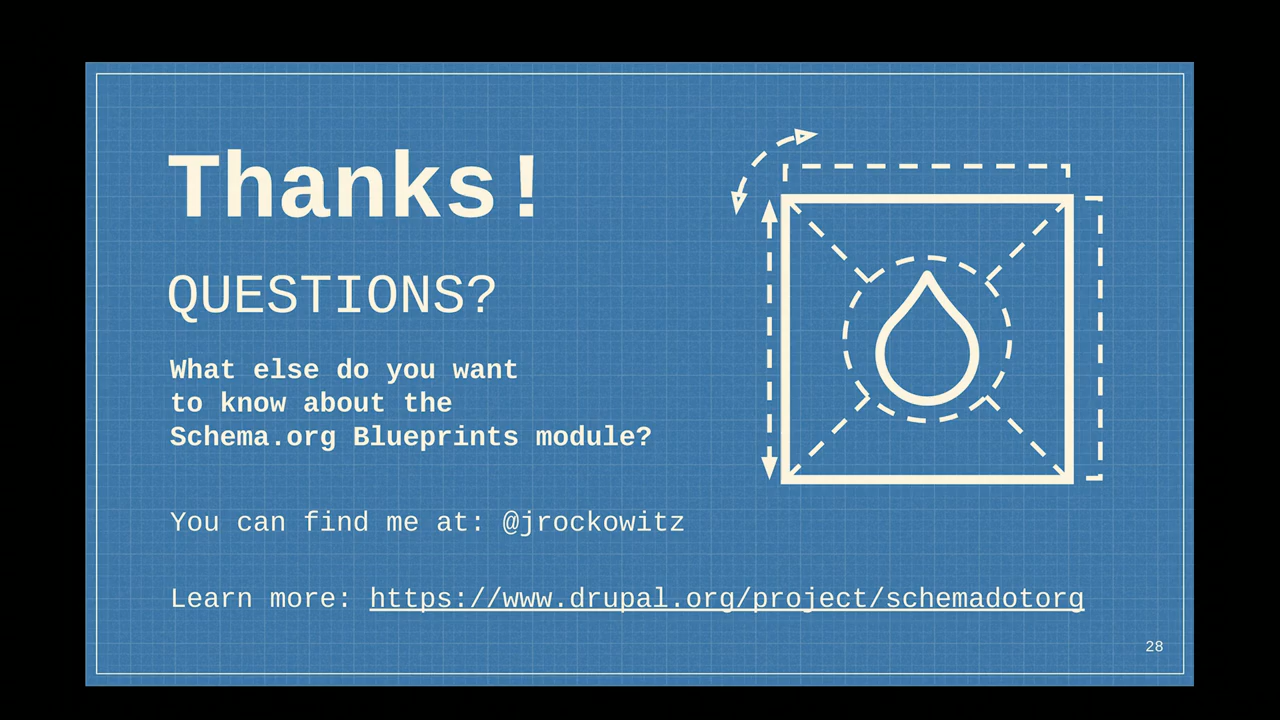 Thanks!
QUESTIONS?
What else do you want
to know about the
Schema.org Blueprints module?
You can find me at: @jrockowitz
Learn more: https://www.drupal.org/project/schemadotorg
28